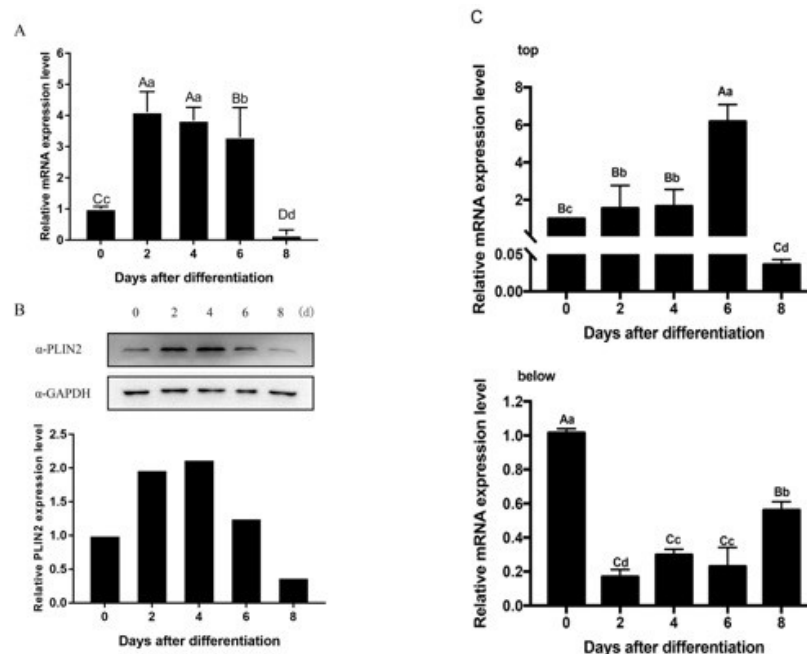 A
Relative mRNA expression level
6
5
4
3
2
1
0
Cc
Aa
Aa
Bb
Dd
0 2 4 6 8
Days after differentiation
B
0 2 4 6 8 (d)
α-PLIN2
α-GAPDH
Relative PLIN2 expression level
2.5
2.0
1.5
1.0
0.5
0.0
0 2 4 6 8
Days after differentiation
C
top
Relative mRNA expression level
8
6
4
2
0.05
0.00
Bc
Bb
Bb
Aa
Cd
0 2 4 6 8
Days after differentiation
below
Relative mRNA expression level
1.2
1.0
0.8
0.6
0.4
0.2
0.0
Aa
Cd
Cc
Cc
Bb
0 2 4 6 8
Days after differentiation